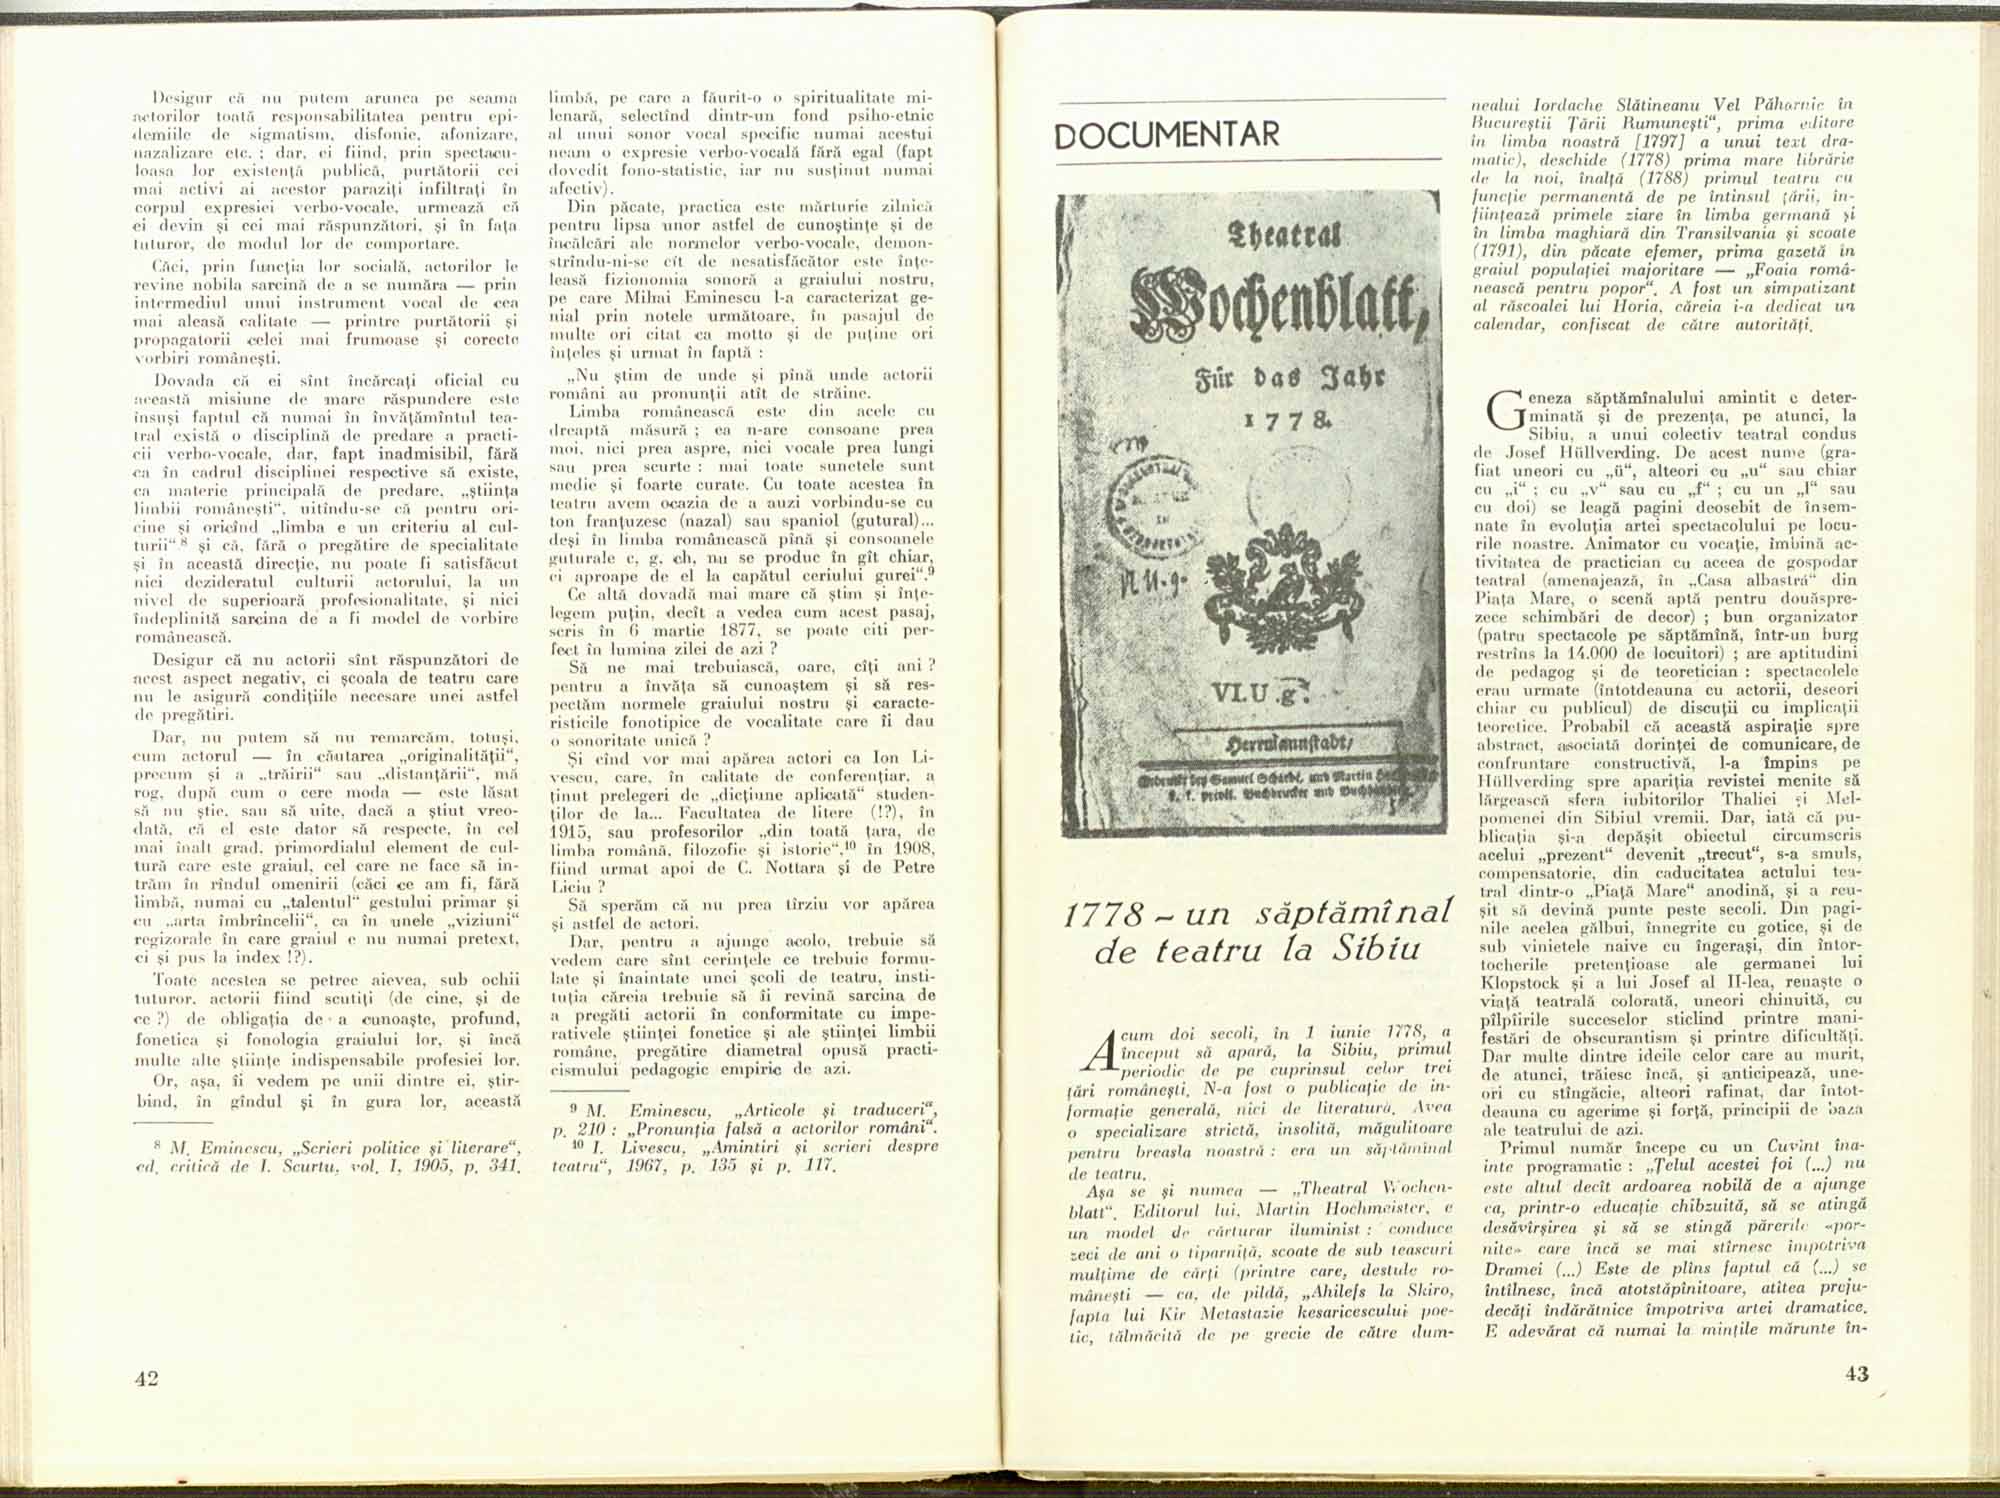 Desigur că nu putem arunca pe seama
actorilor toată responsabilitatea pentru epi-
demiile de sigmatism, disfonie, afonizare,
nazalizare etc. ; dar, ei fiind, prin spectacu-
loasa lor existență publică, purtătorii cei
mai activi ai acestor paraziți infiltrați în
corpul expresiei verbo-vocale, urmează că
ei devin și cei mai răspunzători, și în fața
tuturor, de modul lor de comportare.
Căci, prin funcția lor socială, actorilor le
revine nobila sarcină de a se număra — prin
intermediul unui instrument vocal de cea
mai aleasă calitate — printre purtătorii și
propagatorii celei mai frumoase și corecte
vorbiri românești.
Dovada că ei sînt încărcați oficial cu
această misiune de mare răspundere este
însuși faptul că numai în învățămîntul tea-
tral există o disciplină de predare a practi-
cii verbo-vocale, dar, fapt inadmisibil, fără
ca în cadrul disciplinei respective să existe,
ca materie principală de predare, „știința
limbii românești“, uitîndu-se că pentru ori-
cine și oricînd „limba e un criteriu al cul-
turii“ 8 și că, fără o pregătire de specialitate
și în această direcție, nu poate fi satisfăcut
nici dezideratul culturii actorului, la un
nivel de superioară profesionalitate, și nici
îndeplinită sarcina de a fi model de vorbire
românească.
Desigur că nu actorii sînt răspunzători de
acest aspect negativ, ci școala de teatru care
nu le asigură condițiile necesare unei astfel
de pregătiri.
Dar, nu putem să nu remarcăm, totuși,
cum actorul — în căutarea „originalității“,
precum și a „trăirii“ sau „distanțării“, mă
rog, după cum o cere moda — este lăsat
să nu știe, sau să uite, dacă a știut vreo-
dată, că el este dator să respecte, în cel
mai înalt grad, primordialul element de cul-
tură care este graiul, cel care ne face să in-
trăm în rîndul omenirii (căci ce am fi, fără
limbă, numai cu „talentul“ gestului primar și
cu „arta îmbrîncelii“, ca în unele „viziuni“
regizorale în care graiul e nu numai pretext,
ci și pus la index !?).
Toate acestea se petrec aievea, sub ochii
tuturor, actorii fiind scutiți (de cine, și de
ce ?) de obligația de a cunoaște, profund,
fonetica și fonologia graiului lor, și încă
multe alte științe indispensabile profesiei lor.
Or, așa, îi vedem pe unii dintre ei, știr-
bind, în gîndul și în gura lor, această
8 M. Eminescu, „Scrieri politice și literare“,
ed. critică de I. Scurtu, vol. I, 1905, p. 341.
42
limbă, pe care a făurit-o o spiritualitate mi-
lenară, selectînd dintr-un fond psiho-etnic
al unui sonor vocal specific numai acestui
neam o expresie verbo-vocală fără egal (fapt
dovedit fono-statistic, iar nu susținut numai
afectiv).
Din păcate, practica este mărturie zilnică
pentru lipsa unor astfel de cunoștințe și de
încălcări ale normelor verbo-vocale, demon-
strîndu-ni-se cît de nesatisfăcător este înțe-
leasă fizionomia sonoră a graiului nostru,
pe care Mihai Eminescu l-a caracterizat ge-
nial prin notele următoare, în pasajul de
multe ori citat ca motto și de puține ori
înțeles și urmat în faptă :
„Nu știm de unde și pînă unde actorii
români au pronunții atît de străine.
Limba românească este din acele cu
dreaptă măsură ; ea n-are consoane prea
moi, nici prea aspre, nici vocale prea lungi
sau prea scurte : mai toate sunetele sunt
medie și foarte curate. Cu toate acestea în
teatru avem ocazia de a auzi vorbindu-se cu
ton franțuzesc (nazal) sau spaniol (gutural)...
deși în limba românească pînă și consoanele
guturale c, g, ch, nu se produc în gît chiar,
ci aproape de el la capătul ceriului gurei“.9
Ce altă dovadă mai mare că știm și înțe-
legem puțin, decît a vedea cum acest pasaj,
scris în 6 martie 1877, se poate citi per-
fect în lumina zilei de azi ?
Să ne mai trebuiască, oare, cîți ani ?
pentru a învăța să cunoaștem și să res-
pectăm normele graiului nostru și caracte-
risticile fonotipice de vocalitate care îi dau
o sonoritate unică ?
Și cînd vor mai apărea actori ca Ion Li-
vescu, care, în calitate de conferențiar, a
ținut prelegeri de „dicțiune aplicată“ studen-
ților de la... Facultatea de litere (!?), în
1915, sau profesorilor „din toată țara, de
limba română, filozofie și istorie“,10 în 1908,
fiind urmat apoi de C. Nottara și de Petre
Liciu ?
Să sperăm că nu prea tîrziu vor apărea
și astfel de actori.
Dar, pentru a ajunge acolo, trebuie să
vedem care sînt cerințele ce trebuie formu-
late și înaintate unei școli de teatru, insti-
tuția căreia trebuie să îi revină sarcina de
a pregăti actorii în conformitate cu impe-
rativele științei fonetice și ale științei limbii
române, pregătire diametral opusă practi-
cismului pedagogic empiric de azi.
9 M. Eminescu, „Articole și traduceri“,
p. 210 : „Pronunția falsă a actorilor români“.
10 I. Livescu, „Amintiri și scrieri despre
teatru“, 1967, p. 135 și p. 117.
DOCUMENTAR
Theatral
Wochenblatt,
Für das Jahr
1778.
N. U. g.
VI.U .g.
Herrmannstadt,
1778 – un săptămînal
de teatru la Sibiu
Acum doi secoli, în 1 iunie 1778, a
început să apară, la Sibiu, primul
periodic de pe cuprinsul celor trei
țări românești. N-a fost o publicație de in-
formație generală, nici de literatură. Avea
o specializare strictă, insolită, măgulitoare
pentru breasla noastră : era un săptămînal
de teatru.
Așa se și numea — „Theatral Wochen-
blatt“. Editorul lui, Martin Hochmeister, e
un model de cărturar iluminist : conduce
zeci de ani o tiparniță, scoate de sub teascuri
mulțime de cărți (printre care, destule ro-
mânești — ca, de pildă, „Ahilefs la Skiro,
fapta lui Kir Metastazie kesaricescului poe-
tic, tălmăcită de pe grecie de către dum-
nealui Iordache Slătineanu Vel Păharnic în
Bucureștii Țării Rumunești“, prima editare
în limba noastră [1797] a unui text dra-
matic), deschide (1778) prima mare librărie
de la noi, înalță (1788) primul teatru cu
funcție permanentă de pe întinsul țării, în-
ființează primele ziare în limba germană și
în limba maghiară din Transilvania și scoate
(1791), din păcate efemer, prima gazetă în
graiul populației majoritare — „Foaia romă-
nească pentru popor“. A fost un simpatizant
al răscoalei lui Horia, căreia i-a dedicat un
calendar, confiscat de către autorități.
Geneza săptămînalului amintit e deter-
minată și de prezența, pe atunci, la
Sibiu, a unui colectiv teatral condus
de Josef Hüllverding. De acest nume (gra-
fiat uneori cu „ü“, alteori cu „u“ sau chiar
cu „i“ ; cu „v“ sau cu „f“ ; cu un „l“ sau
cu doi) se leagă pagini deosebit de însem-
nate în evoluția artei spectacolului pe locu-
rile noastre. Animator cu vocație, îmbină ac-
tivitatea de practician cu aceea de gospodar
teatral (amenajează, în „Casa albastră“ din
Piața Mare, o scenă aptă pentru douăspre-
zece schimbări de decor) ; bun organizator
(patru spectacole pe săptămînă, într-un burg
restrîns la 14.000 de locuitori) ; are aptitudini
de pedagog și de teoretician : spectacolele
erau urmate (întotdeauna cu actorii, deseori
chiar cu publicul) de discuții cu implicații
teoretice. Probabil că această aspirație spre
abstract, asociată dorinței de comunicare, de
confruntare constructivă, l-a împins pe
Hüllverding spre apariția revistei menite să
lărgească sfera iubitorilor Thaliei și Mel-
pomenei din Sibiul vremii. Dar, iată că pu-
blicația și-a depășit obiectul circumscris
acelui „prezent“ devenit „trecut“, s-a smuls,
compensatorie, din caducitatea actului tea-
tral dintr-o „Piață Mare“ anodină, și a reu-
șit să devină punte peste secoli. Din pagi-
nile acelea gălbui, înnegrite cu gotice, și de
sub vinietele naive cu îngerași, din întor-
tocherile pretențioase ale germanei lui
Klopstock și a lui Josef al II-lea, renaște o
viață teatrală colorată, uneori chinuită, cu
pîlpîirile succeselor sticlind printre mani-
festări de obscurantism și printre dificultăți.
Dar multe dintre ideile celor care au murit,
de atunci, trăiesc încă, și anticipează, une-
ori cu stîngăcie, alteori rafinat, dar întot-
deauna cu agerime și forță, principii de bază
ale teatrului de azi.
Primul număr începe cu un Cuvînt îna-
inte programatic : „Țelul acestei foi (...) nu
este altul decît ardoarea nobilă de a ajunge
ca, printr-o educație chibzuită, să se atingă
desăvîrșirea și să se stingă părerile «por-
nite» care încă se mai stîrnesc împotriva
Dramei (...) Este de plîns faptul că (...) se
întîlnesc, încă atotstăpînitoare, atîtea preju-
decăți îndărătnice împotriva artei dramatice.
E adevărat că numai la mințile mărunte în-
43